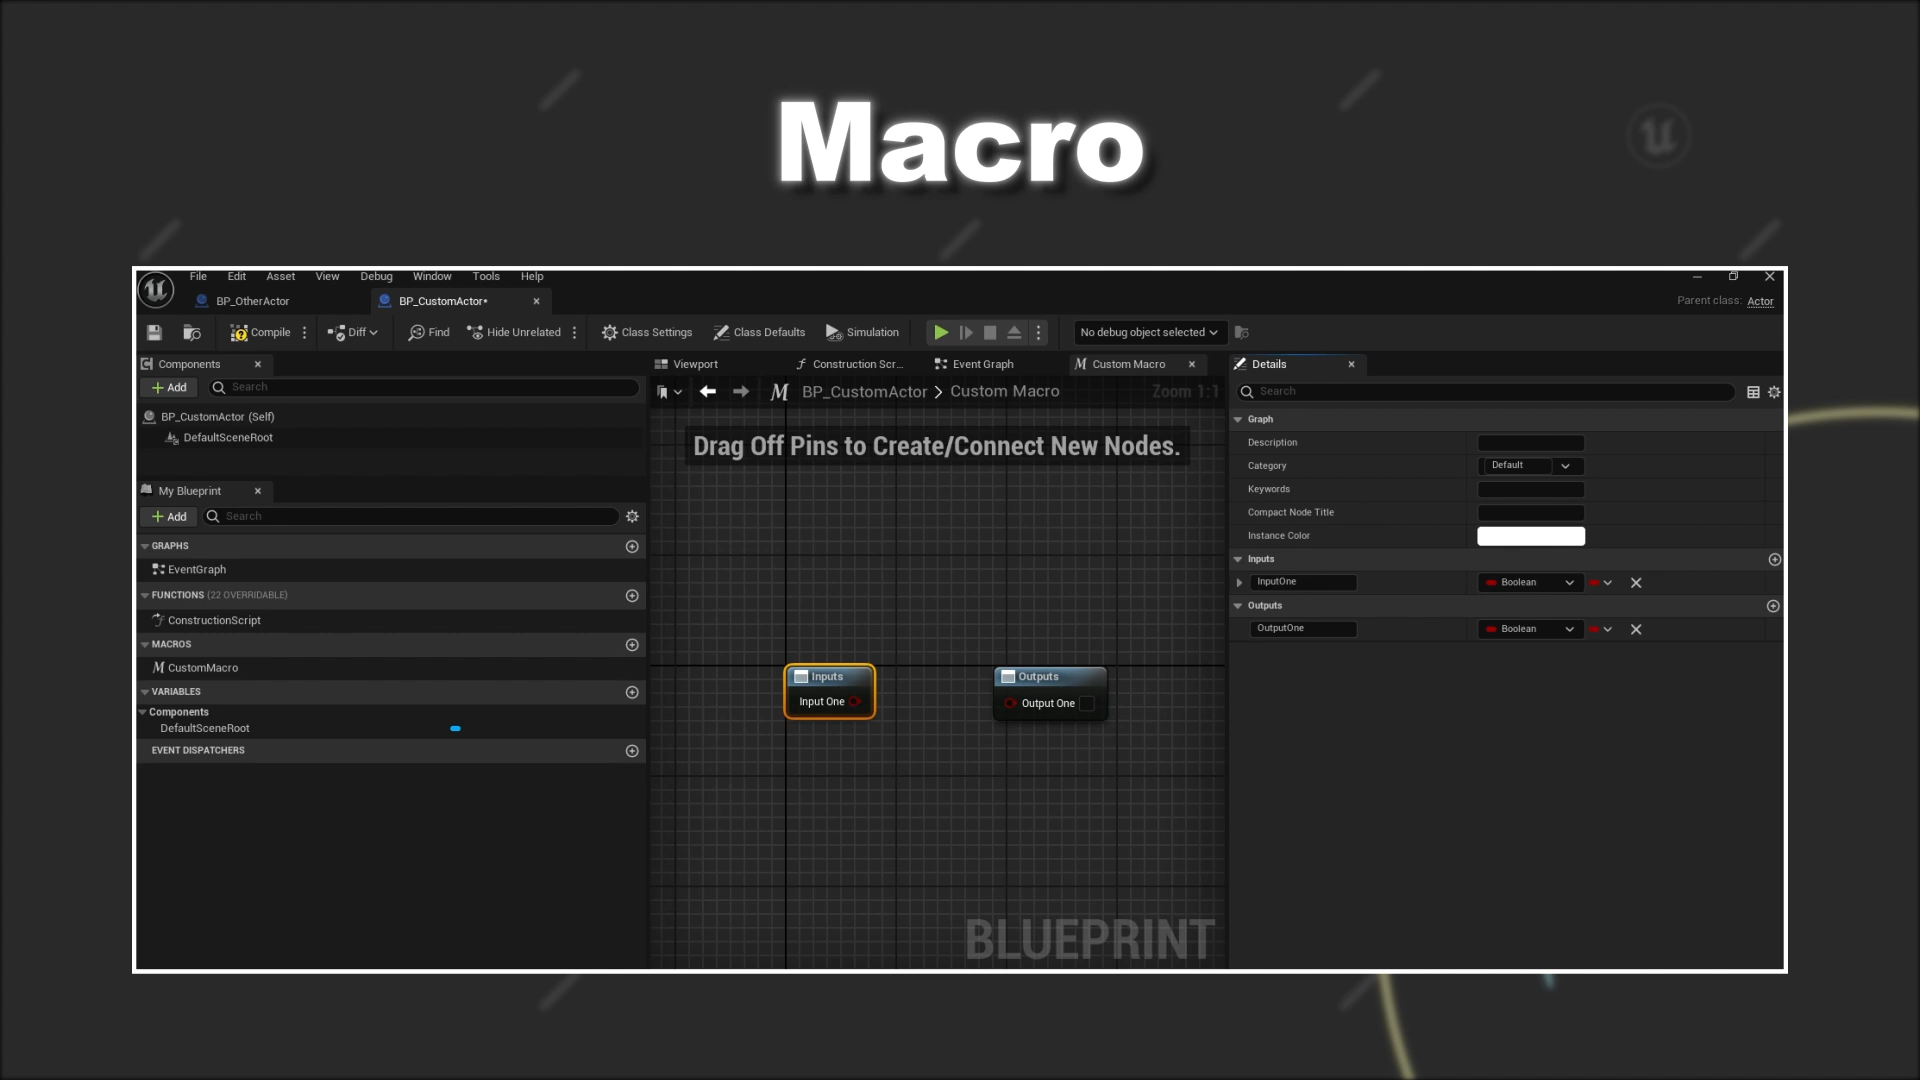 Macro
File Edit Asset View Debug Window Tools Help
BP_OtherActor BP_CustomActor•
Parent class: Actor
Compile Diff Find Hide Unrelated Class Settings Class Defaults Simulation No debug object selected
Components
Add Search
BP_CustomActor (Self)
DefaultSceneRoot
My Blueprint
Add Search
GRAPHS
EventGraph
FUNCTIONS (22 OVERRIDABLE)
ConstructionScript
MACROS
CustomMacro
VARIABLES
Components
DefaultSceneRoot
EVENT DISPATCHERS
Viewport Construction Scr... Event Graph Custom Macro
BP_CustomActor > Custom Macro Zoom 1:1
Drag Off Pins to Create/Connect New Nodes.
Inputs
Input One
Outputs
Output One
BLUEPRINT
Details
Search
Graph
Description
Category Default
Keywords
Compact Node Title
Instance Color
Inputs
InputOne Boolean
Outputs
OutputOne Boolean